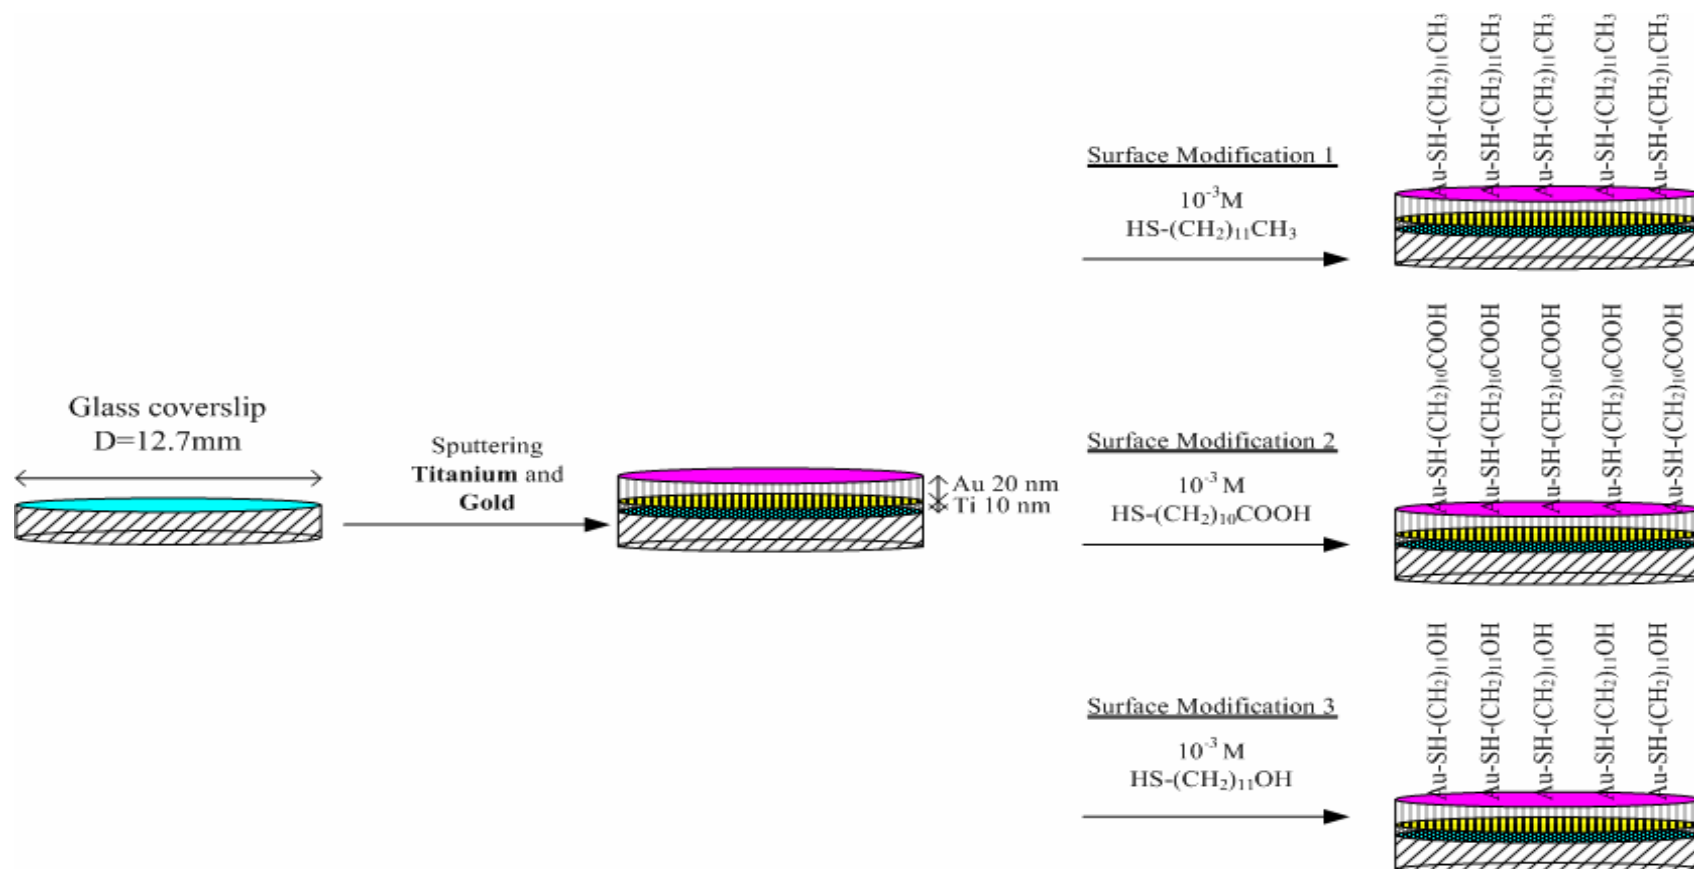 Glass coverslip
D=12.7mm
Sputtering
Titanium and
Gold
Au 20 nm
Ti 10 nm
Surface Modification 1
10⁻³M
HS-(CH₂)₁₁CH₃
Au-SH-(CH₂)₁₁CH₃
Au-SH-(CH₂)₁₁CH₃
Au-SH-(CH₂)₁₁CH₃
Au-SH-(CH₂)₁₁CH₃
Au-SH-(CH₂)₁₁CH₃
Surface Modification 2
10⁻³ M
HS-(CH₂)₁₀COOH
Au-SH-(CH₂)₁₀COOH
Au-SH-(CH₂)₁₀COOH
Au-SH-(CH₂)₁₀COOH
Au-SH-(CH₂)₁₀COOH
Au-SH-(CH₂)₁₀COOH
Surface Modification 3
10⁻³ M
HS-(CH₂)₁₁OH
Au-SH-(CH₂)₁₁OH
Au-SH-(CH₂)₁₁OH
Au-SH-(CH₂)₁₁OH
Au-SH-(CH₂)₁₁OH
Au-SH-(CH₂)₁₁OH